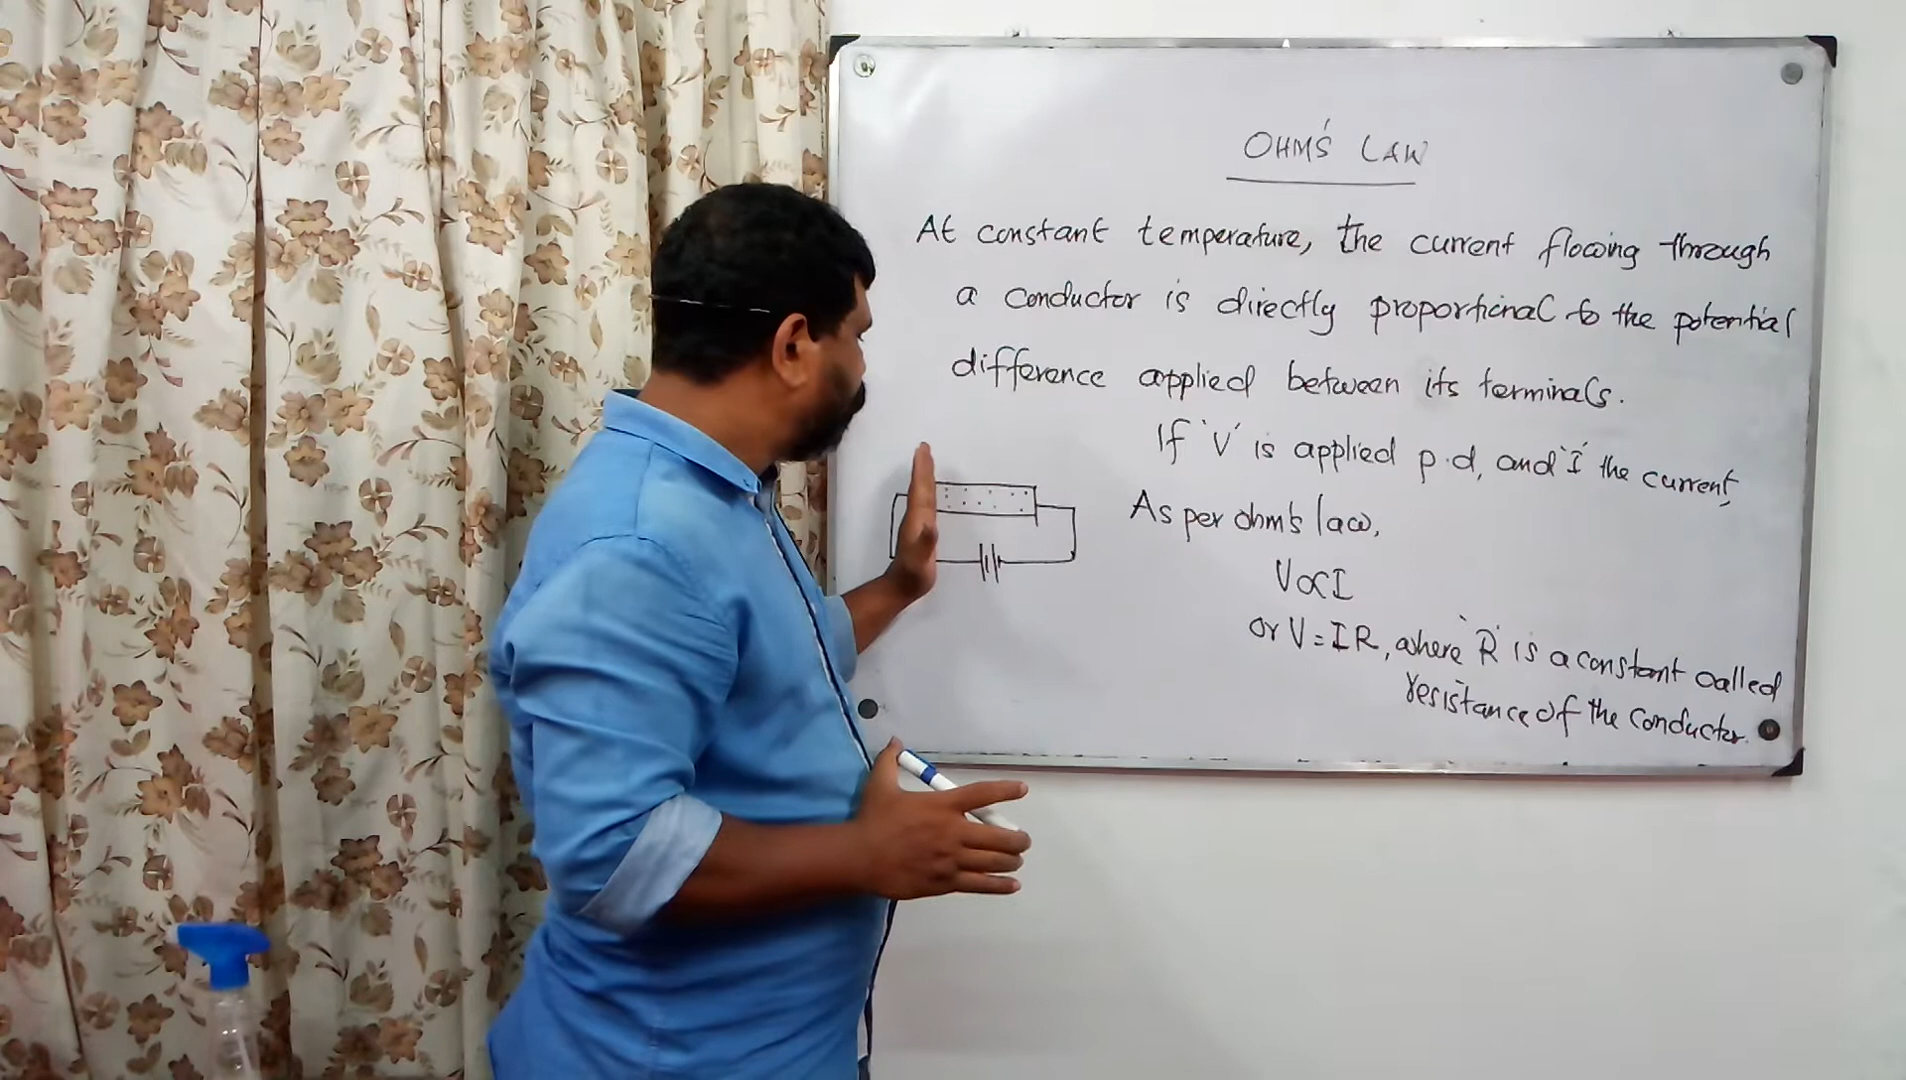 OHM'S LAW
At constant temperature, the current flowing through
a conductor is directly proportional to the potential
difference applied between its terminals.
If 'V' is applied p.d, and 'I' the current,
As per ohm's law,
V∝I
or V=IR, where 'R' is a constant called
resistance of the conductor.